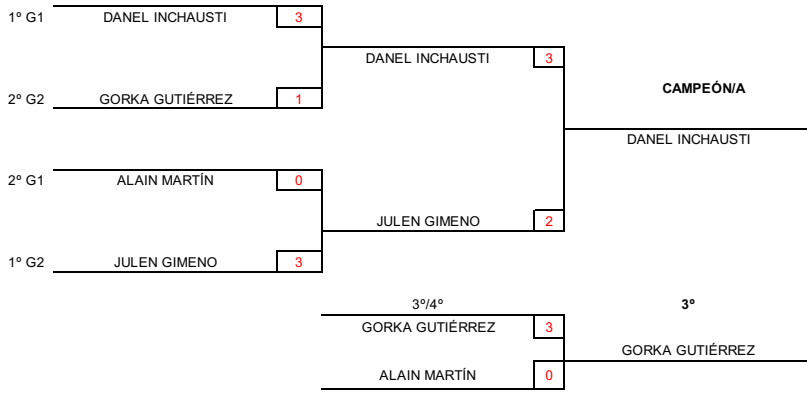 1º G1 DANEL INCHAUSTI 3
DANEL INCHAUSTI 3
CAMPEÓN/A
2º G2 GORKA GUTIÉRREZ 1
DANEL INCHAUSTI
2º G1 ALAIN MARTÍN 0
JULEN GIMENO 2
1º G2 JULEN GIMENO 3
3º/4º 3º
GORKA GUTIÉRREZ 3
GORKA GUTIÉRREZ
ALAIN MARTÍN 0